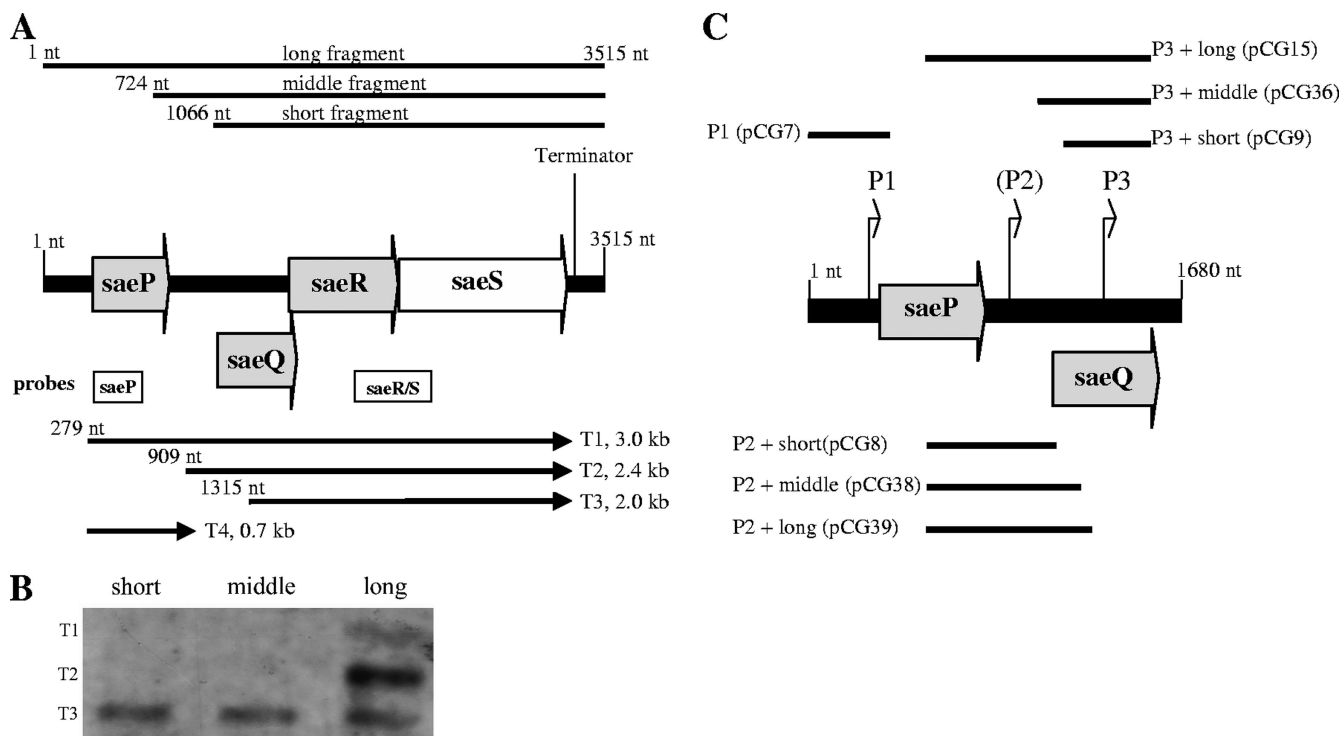 A
1 nt
long fragment
3515 nt
724 nt
middle fragment
1066 nt
short fragment
Terminator
1 nt
3515 nt
saeP
saeR
saeS
saeQ
probes
saeP
saeR/S
279 nt
T1, 3.0 kb
909 nt
T2, 2.4 kb
1315 nt
T3, 2.0 kb
T4, 0.7 kb
B
short middle long
T1
T2
T3
C
P3 + long (pCG15)
P3 + middle (pCG36)
P1 (pCG7)
P3 + short (pCG9)
P1 (P2) P3
1 nt
1680 nt
saeP
saeQ
P2 + short(pCG8)
P2 + middle (pCG38)
P2 + long (pCG39)